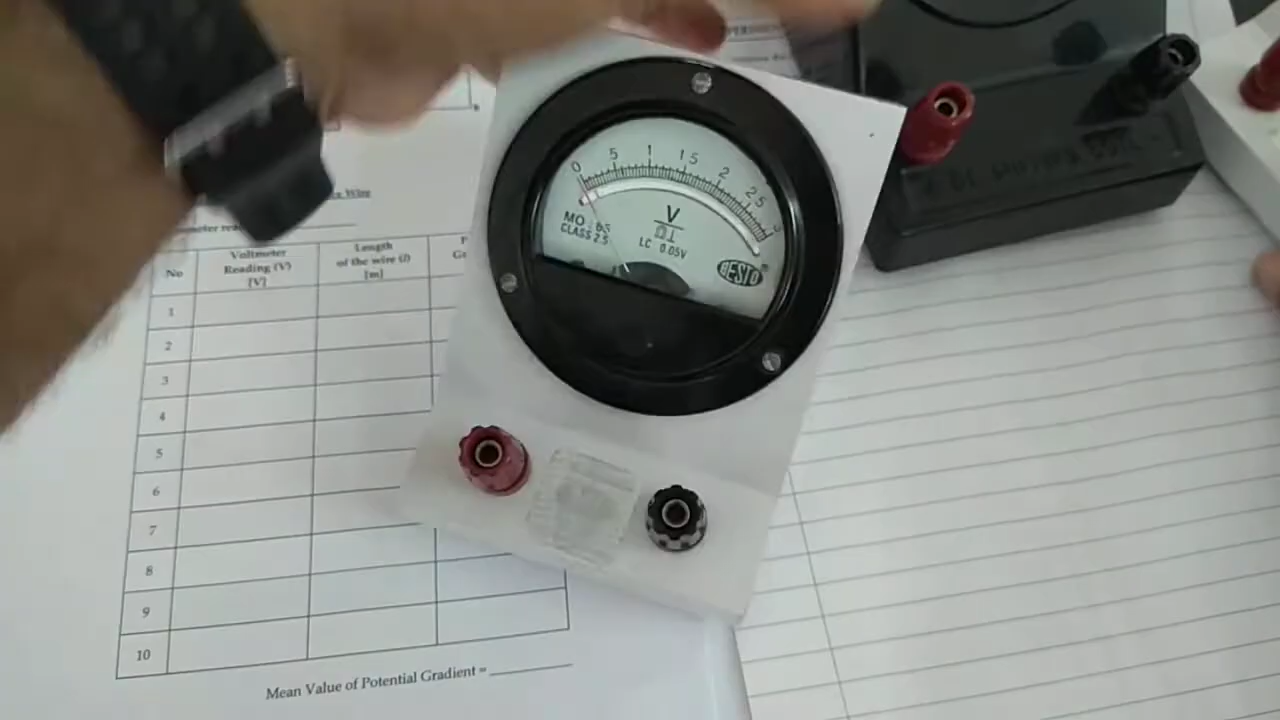 Wire
No
Voltmeter
Reading (V)
[V]
Length
of the wire (l)
[m]
1
2
3
4
5
6
7
8
9
10
Mean Value of Potential Gradient =
0 5 1 1 5 2 2 5 3
V
MO - 65
CLASS 2.5
LC 0.05V
BESTO ®